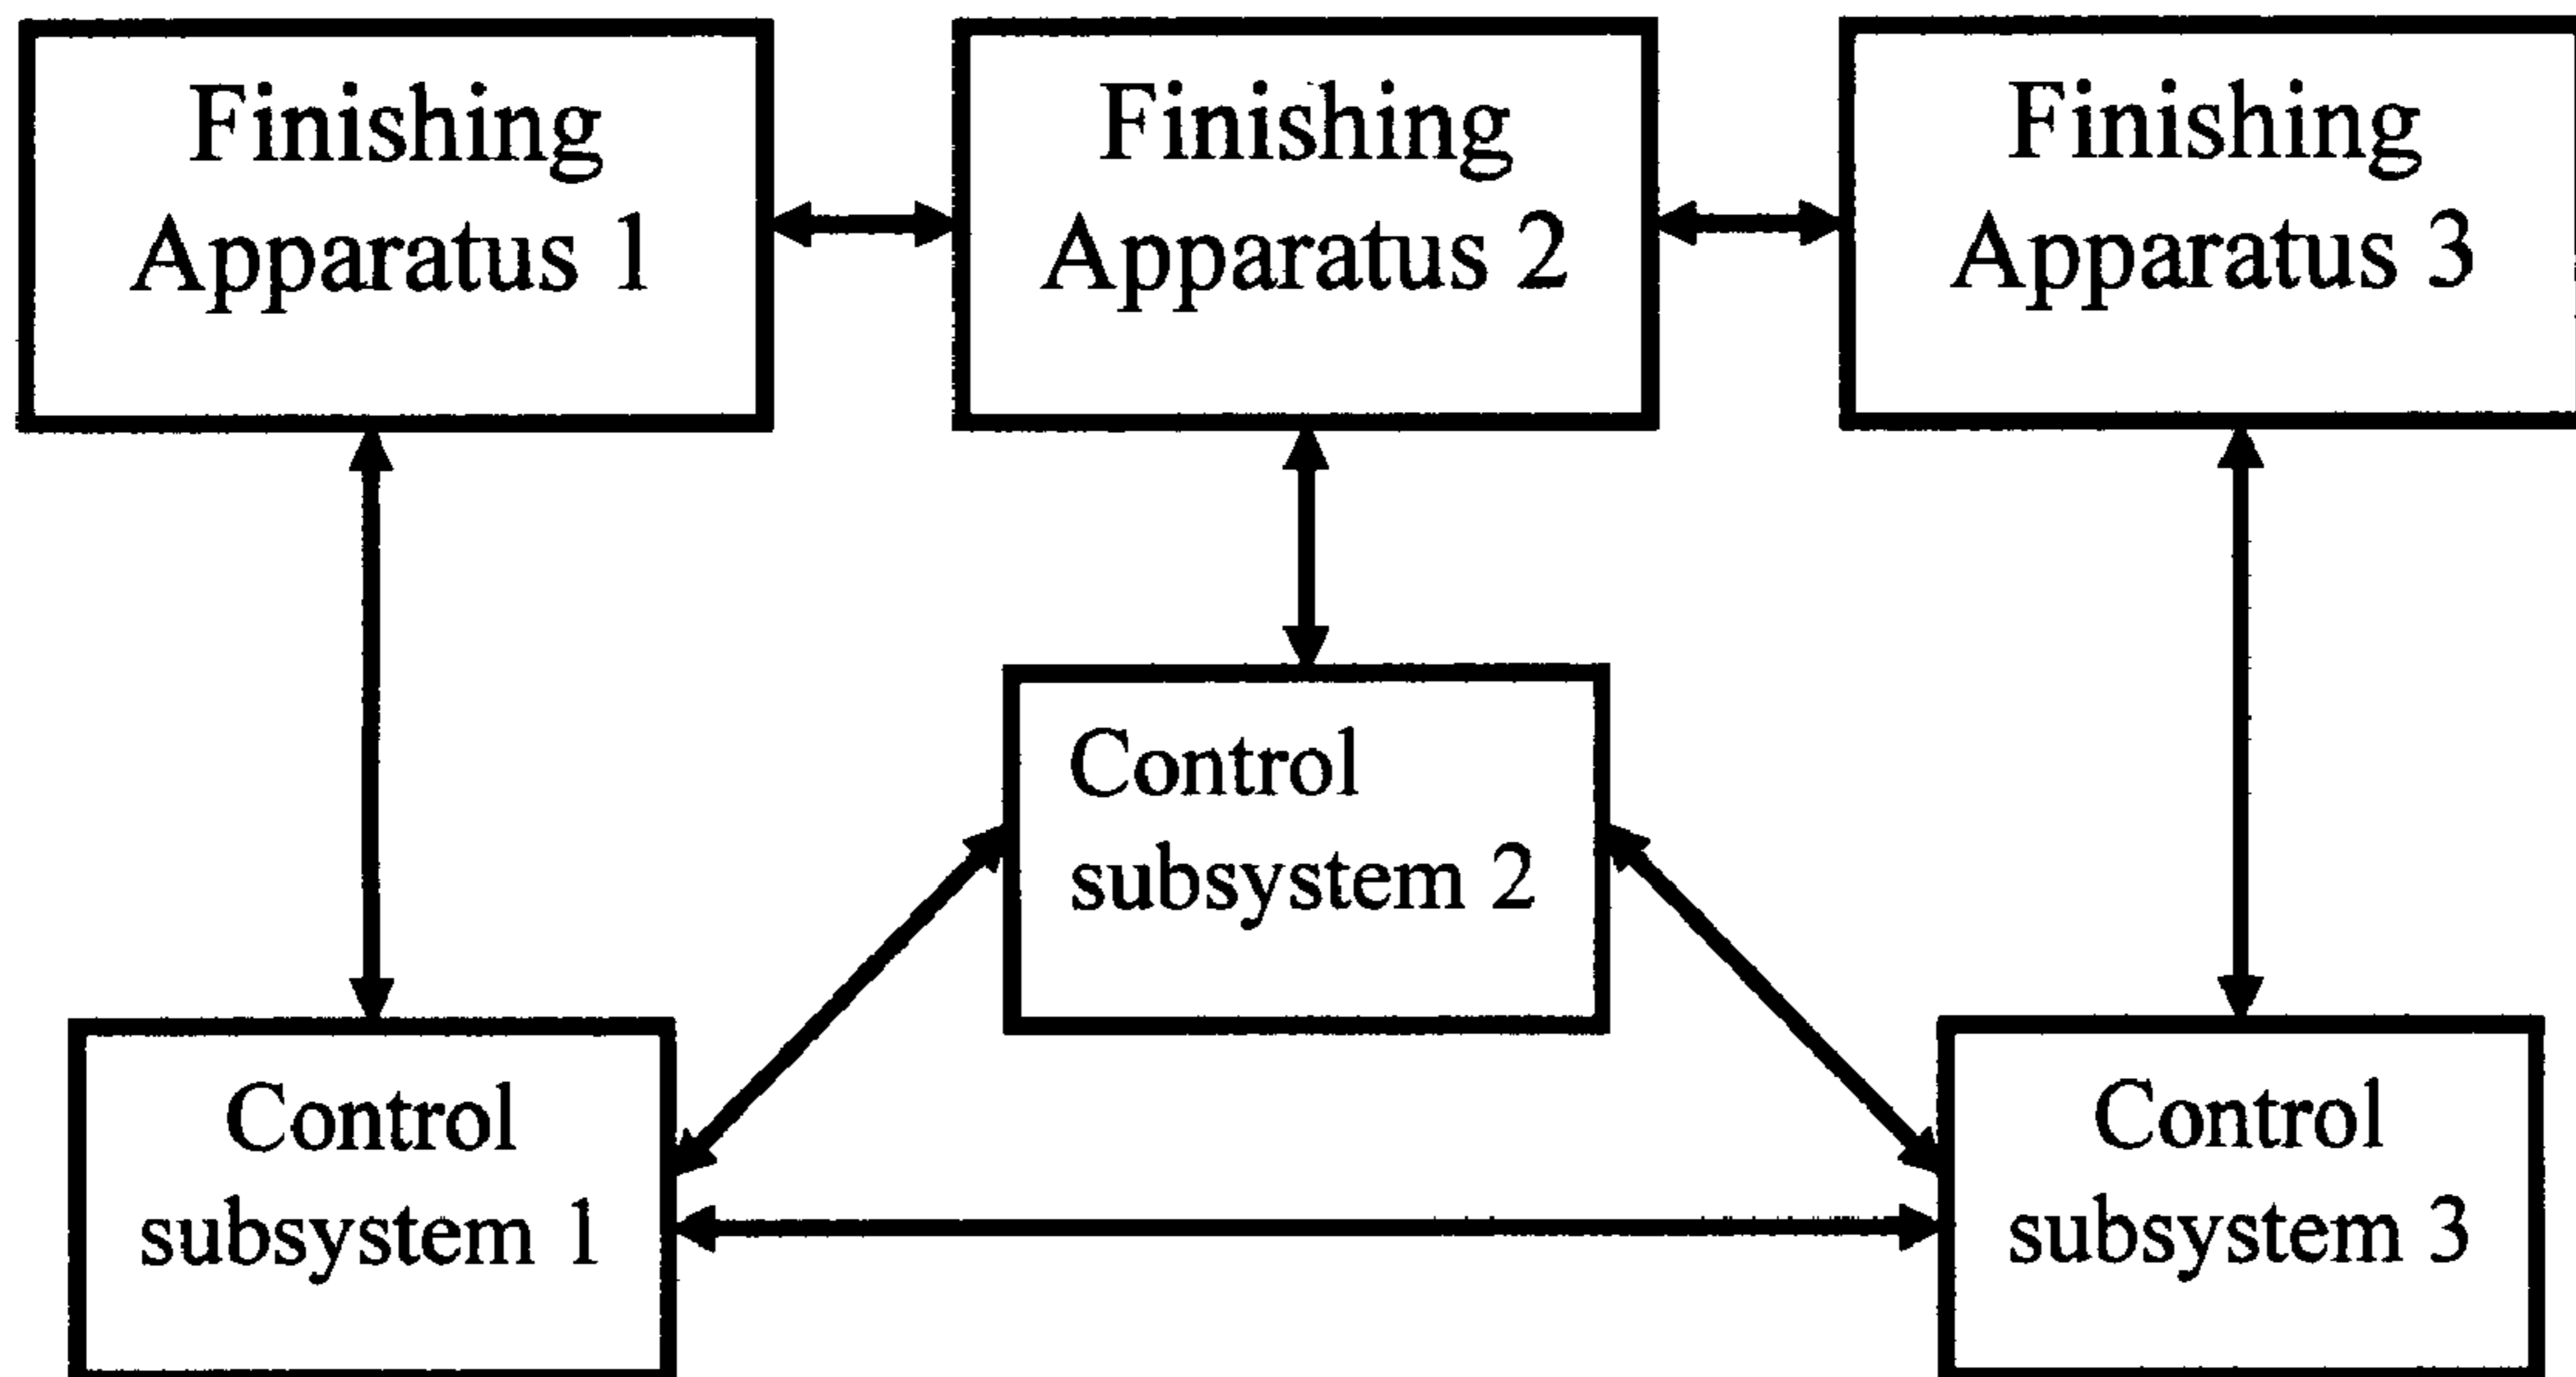 Finishing
Apparatus 1
Finishing
Apparatus 2
Finishing
Apparatus 3
Control
subsystem 2
Control
subsystem 1
Control
subsystem 3